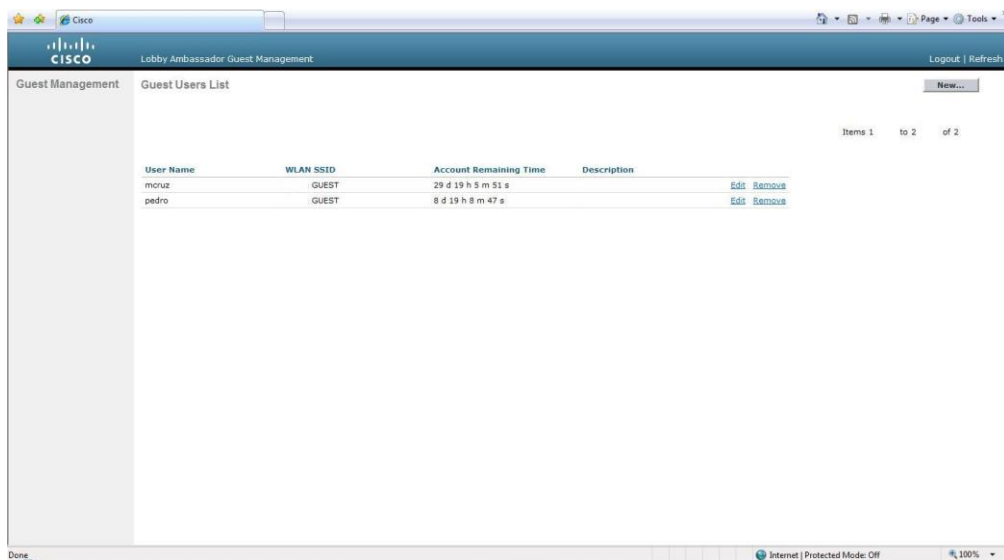 Cisco
Page
Tools
CISCO
Lobby Ambassador Guest Management
Logout | Refresh
Guest Management
Guest Users List
New...
Items 1 to 2 of 2
User Name WLAN SSID Account Remaining Time Description
mcruz GUEST 29 d 19 h 5 m 51 s Edit Remove
pedro GUEST 8 d 19 h 8 m 47 s Edit Remove
Done
Internet | Protected Mode: Off
100%